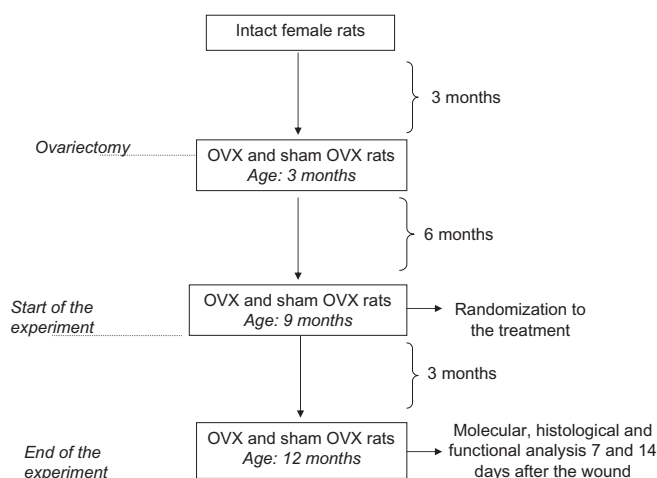 Intact female rats
3 months
Ovariectomy
OVX and sham OVX rats
Age: 3 months
6 months
Start of the
experiment
OVX and sham OVX rats
Age: 9 months
Randomization to
the treatment
3 months
End of the
experiment
OVX and sham OVX rats
Age: 12 months
Molecular, histological and
functional analysis 7 and 14
days after the wound